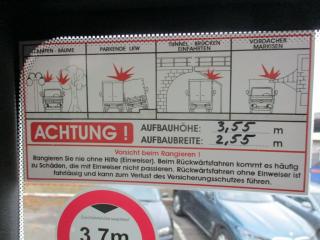 LAMPEN - BÄUME
PARKENDE LKW
TUNNEL - BRÜCKEN
EINFAHRTEN
VORDÄCHER
MARKISEN
ACHTUNG !
AUFBAUHÖHE: 3,55 m
AUFBAUBREITE: 2,55 m
Vorsicht beim Rangieren !
Rangieren Sie nie ohne Hilfe (Einweiser). Beim Rückwärtsfahren kommt es häufig
zu Schäden, die mit Einweiser nicht passieren. Rückwärtsfahren ohne Einweiser ist
fahrlässig und kann zum Verlust des Versicherungsschutzes führen.
3,7m